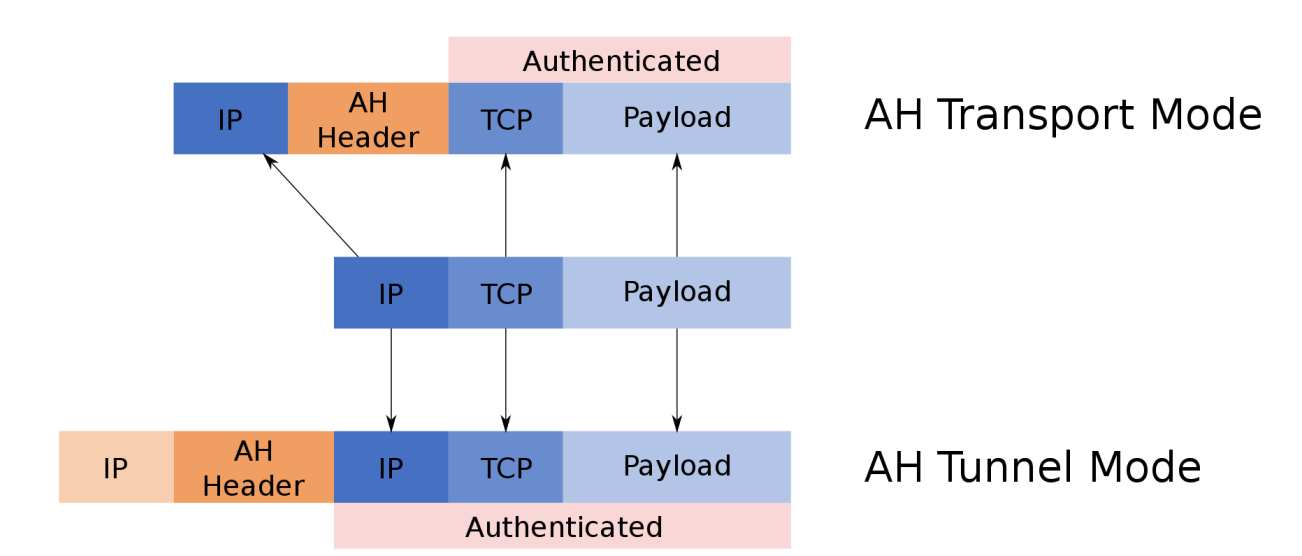 Authenticated
IP
AH
Header
TCP
Payload
AH Transport Mode
IP
TCP
Payload
IP
AH
Header
IP
TCP
Payload
AH Tunnel Mode
Authenticated